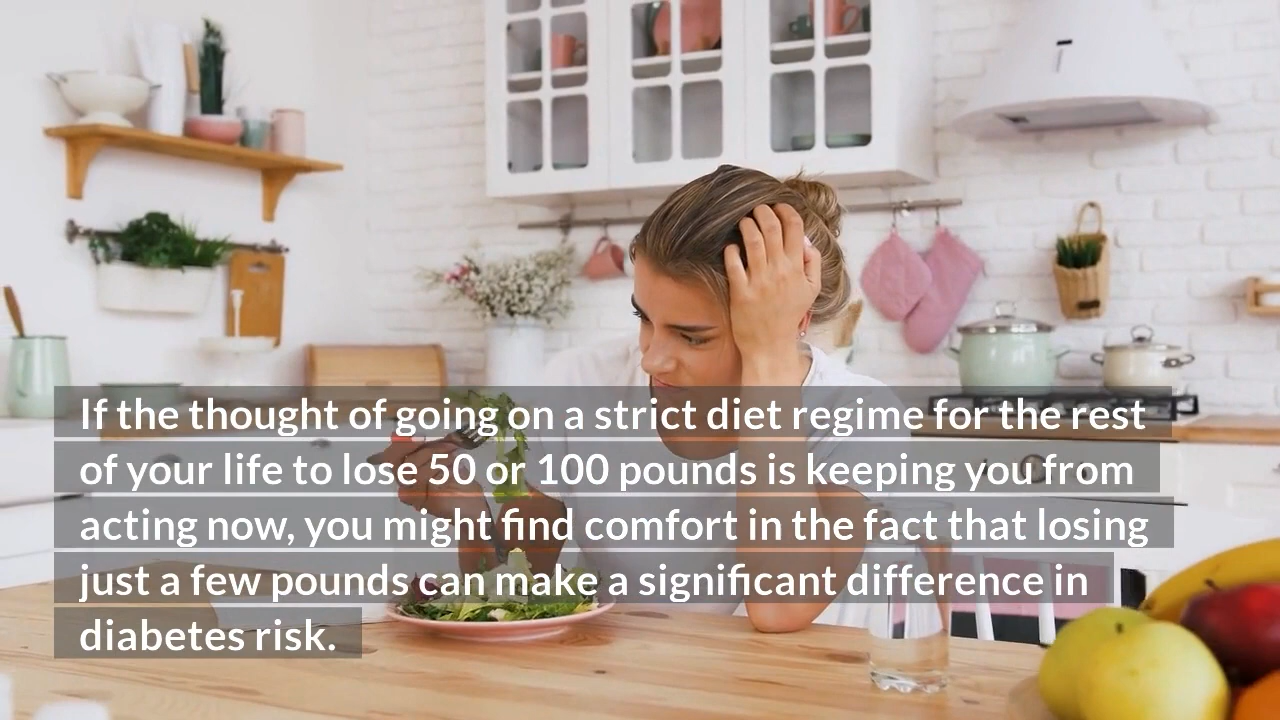 If the thought of going on a strict diet regime for the rest
of your life to lose 50 or 100 pounds is keeping you from
acting now, you might find comfort in the fact that losing
just a few pounds can make a significant difference in
diabetes risk.